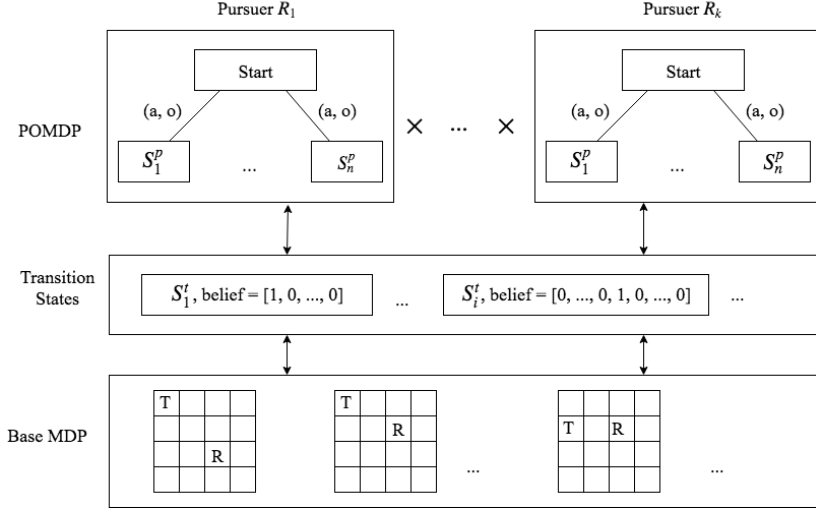 Pursuer R₁
Pursuer Rₖ
POMDP
Start
(a, o)
(a, o)
S₁ᵖ
...
Sₙᵖ
× ... ×
Start
(a, o)
(a, o)
S₁ᵖ
...
Sₙᵖ
Transition
States
S₁ᵗ, belief = [1, 0, ..., 0]
...
Sᵢᵗ, belief = [0, ..., 0, 1, 0, ..., 0]
...
Base MDP
T
R
T
R
...
T R
...